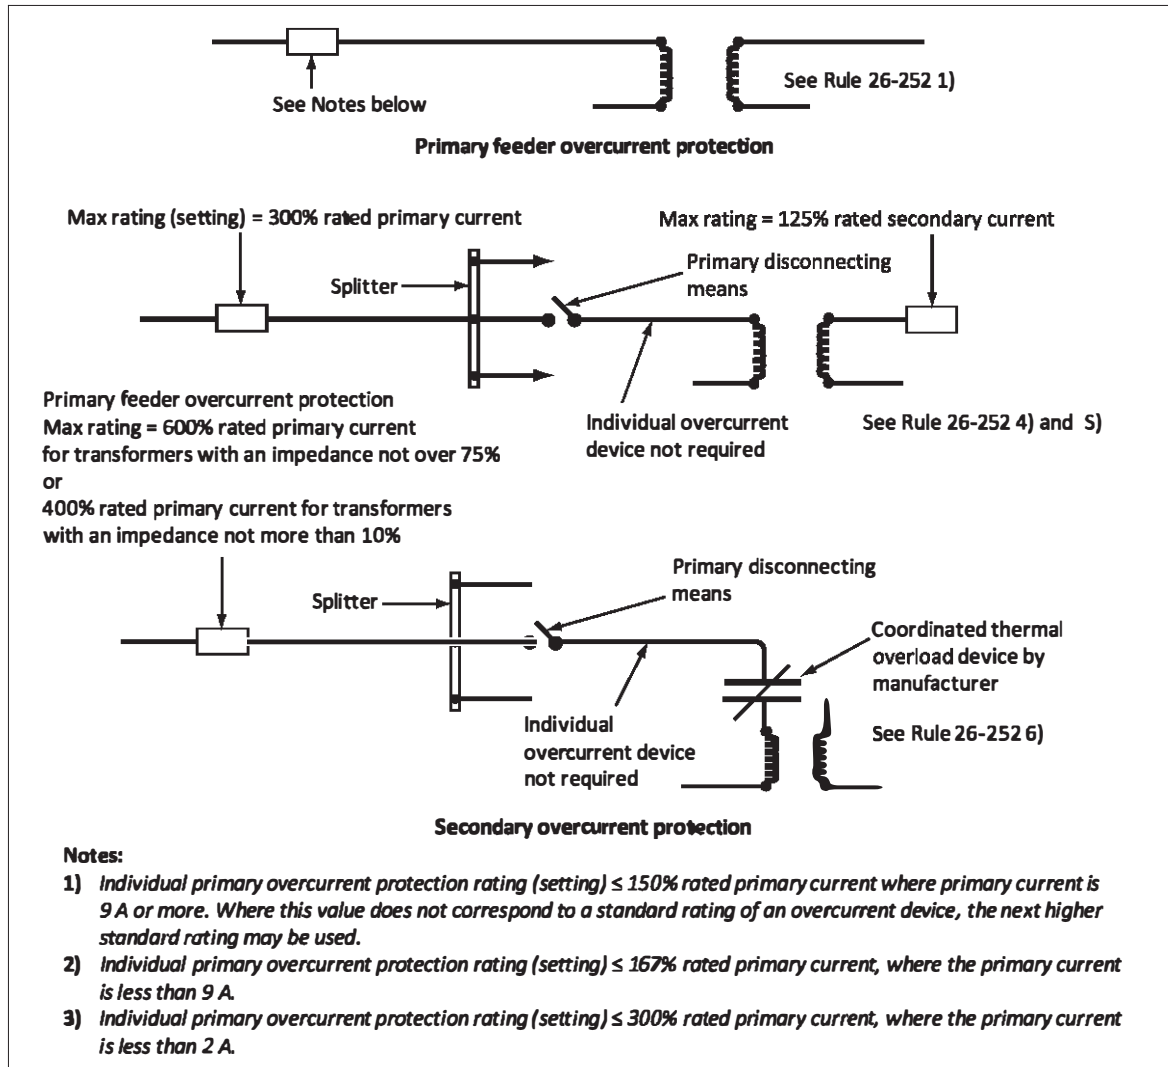 See Notes below
See Rule 26-252 1)
Primary feeder overcurrent protection
Max rating (setting) = 300% rated primary current
Max rating = 125% rated secondary current
Splitter
Primary disconnecting
means
Individual overcurrent
device not required
See Rule 26-252 4) and S)
Primary feeder overcurrent protection
Max rating = 600% rated primary current
for transformers with an impedance not over 75%
or
400% rated primary current for transformers
with an impedance not more than 10%
Splitter
Primary disconnecting
means
Coordinated thermal
overload device by
manufacturer
Individual
overcurrent device
not required
See Rule 26-252 6)
Secondary overcurrent protection
Notes:
1) Individual primary overcurrent protection rating (setting) ≤ 150% rated primary current where primary current is
9 A or more. Where this value does not correspond to a standard rating of an overcurrent device, the next higher
standard rating may be used.
2) Individual primary overcurrent protection rating (setting) ≤ 167% rated primary current, where the primary current
is less than 9 A.
3) Individual primary overcurrent protection rating (setting) ≤ 300% rated primary current, where the primary current
is less than 2 A.